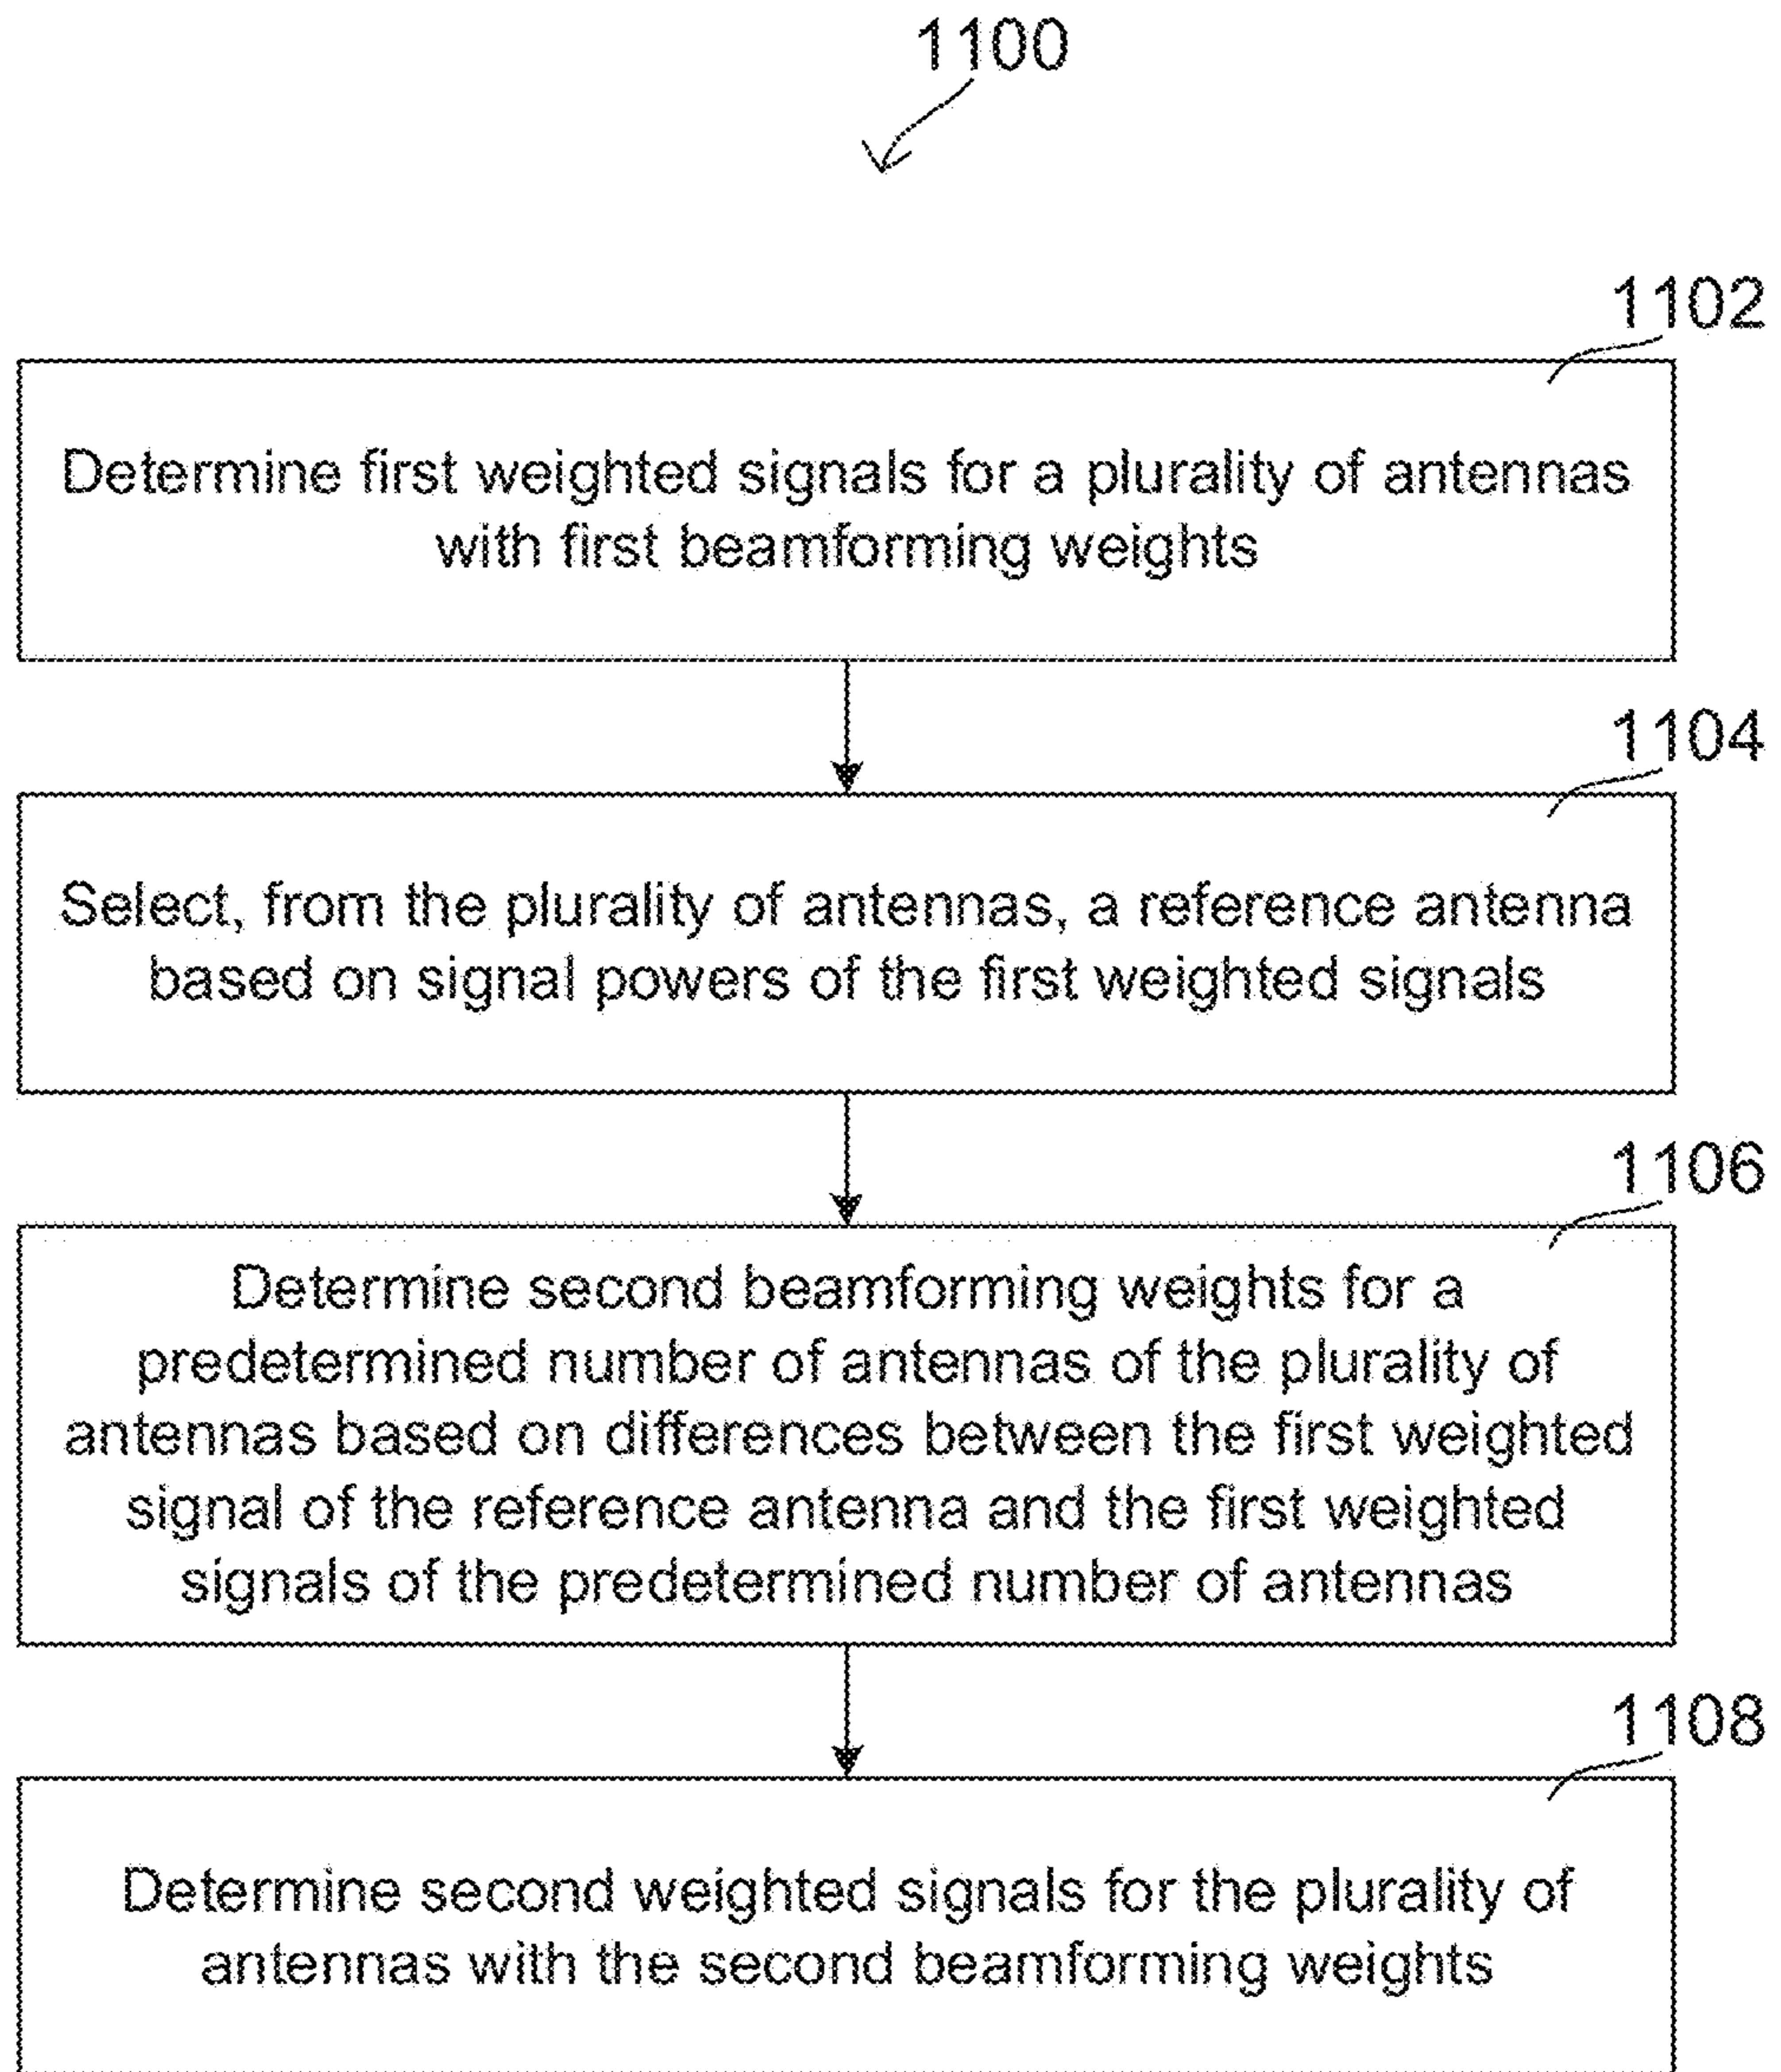 1100
1102
Determine first weighted signals for a plurality of antennas
with first beamforming weights
1104
Select, from the plurality of antennas, a reference antenna
based on signal powers of the first weighted signals
1106
Determine second beamforming weights for a
predetermined number of antennas of the plurality of
antennas based on differences between the first weighted
signal of the reference antenna and the first weighted
signals of the predetermined number of antennas
1108
Determine second weighted signals for the plurality of
antennas with the second beamforming weights